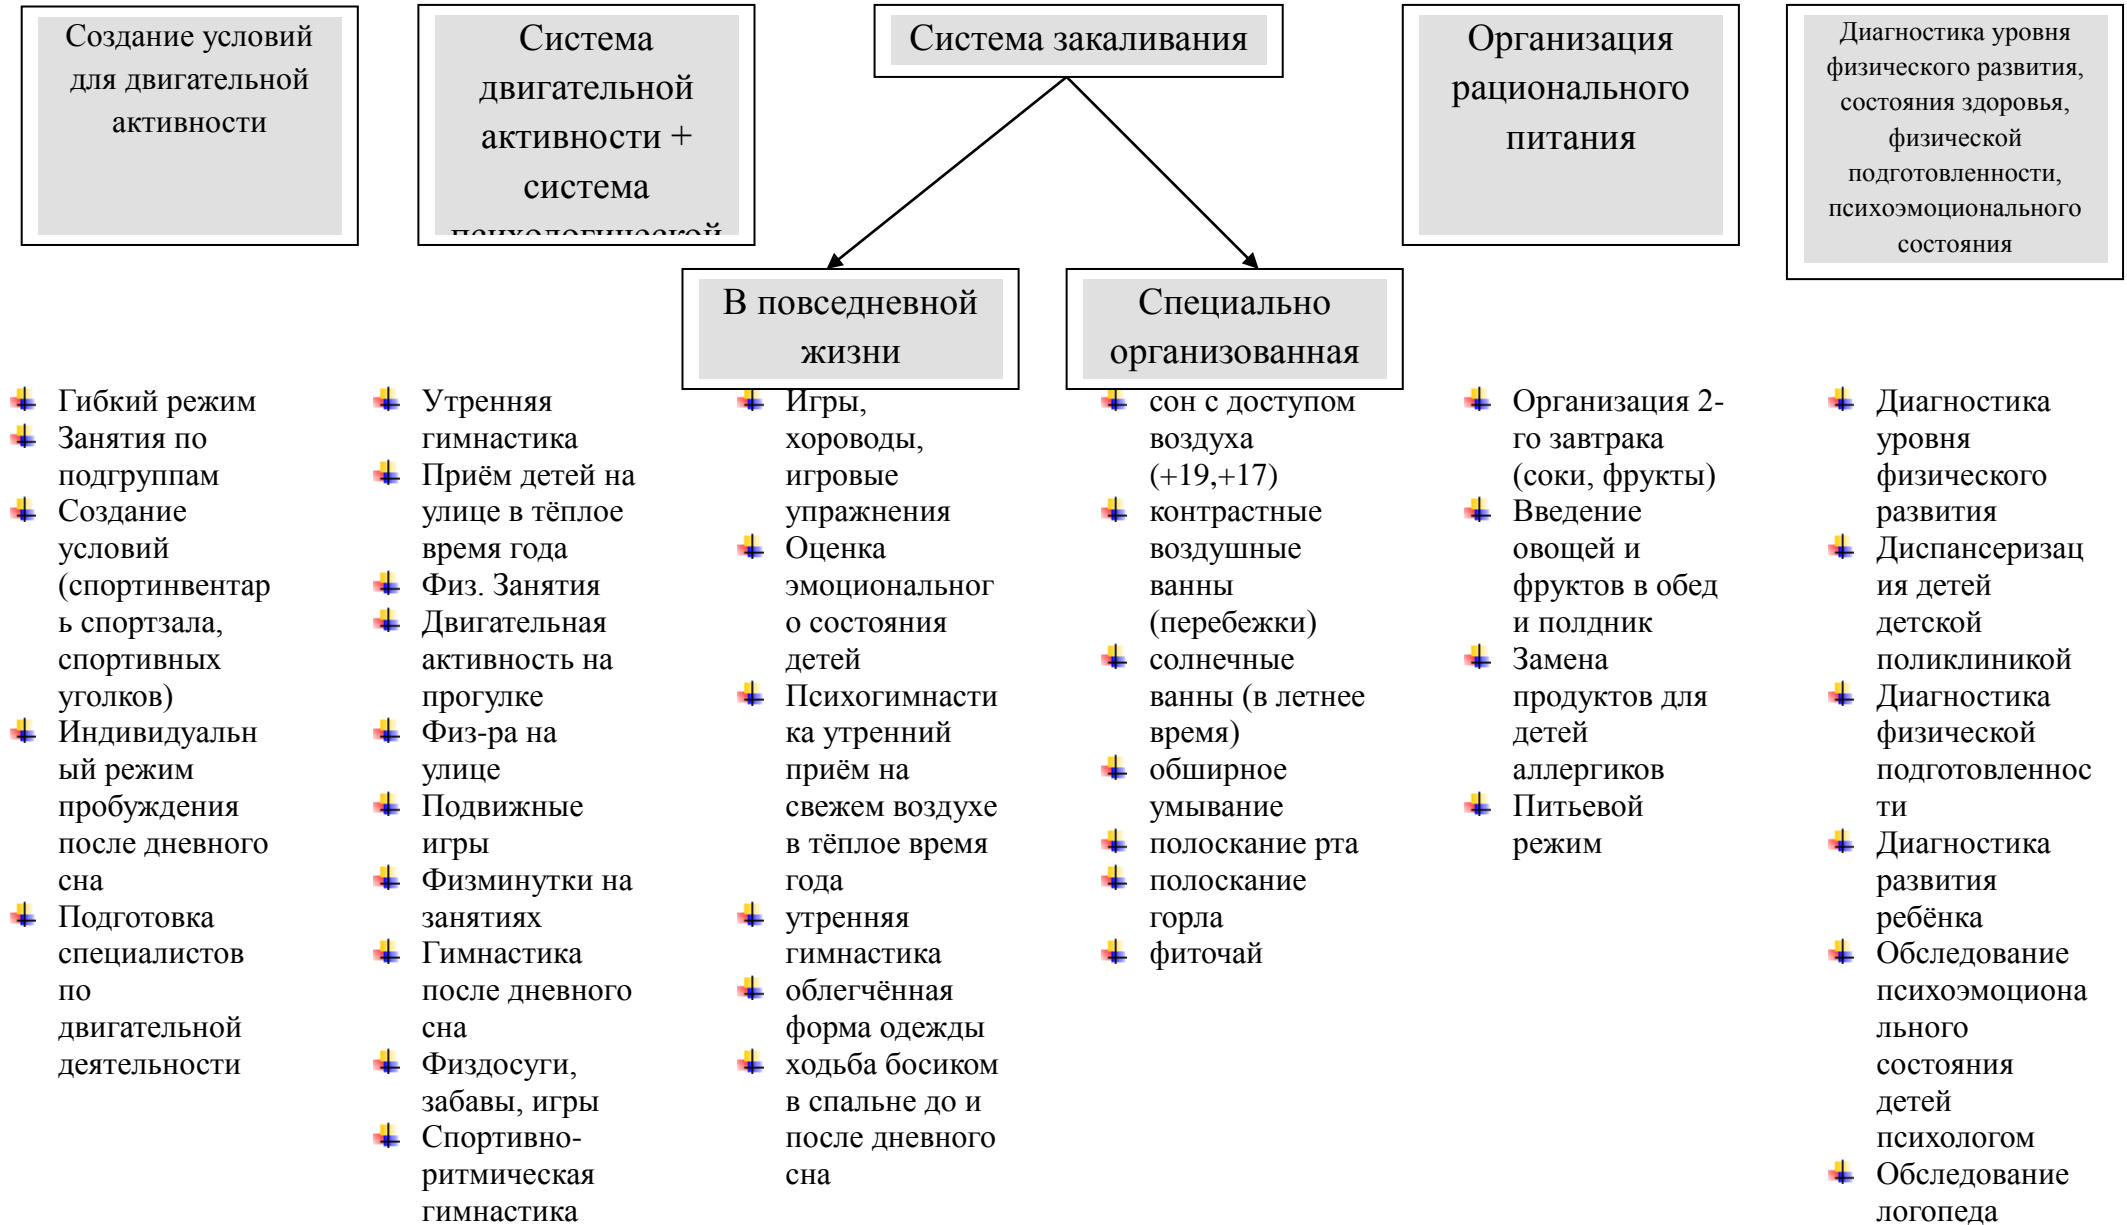 Создание условий
для двигательной
активности
Система
двигательной
активности +
система
психологической
Система закаливания
Организация
рационального
питания
Диагностика уровня
физического развития,
состояния здоровья,
физической
подготовленности,
психоэмоционального
состояния
В повседневной
жизни
Специально
организованная
Гибкий режим
Занятия по
подгруппам
Создание
условий
(спортинвентар
ь спортзала,
спортивных
уголков)
Индивидуальн
ый режим
пробуждения
после дневного
сна
Подготовка
специалистов
по
двигательной
деятельности
Утренняя
гимнастика
Приём детей на
улице в тёплое
время года
Физ. Занятия
Двигательная
активность на
прогулке
Физ-ра на
улице
Подвижные
игры
Физминутки на
занятиях
Гимнастика
после дневного
сна
Физдосуги,
забавы, игры
Спортивно-
ритмическая
гимнастика
Игры,
хороводы,
игровые
упражнения
Оценка
эмоциональног
о состояния
детей
Психогимнасти
ка утренний
приём на
свежем воздухе
в тёплое время
года
утренняя
гимнастика
облегчённая
форма одежды
ходьба босиком
в спальне до и
после дневного
сна
сон с доступом
воздуха
(+19,+17)
контрастные
воздушные
ванны
(перебежки)
солнечные
ванны (в летнее
время)
обширное
умывание
полоскание рта
полоскание
горла
фиточай
Организация 2-
го завтрака
(соки, фрукты)
Введение
овощей и
фруктов в обед
и полдник
Замена
продуктов для
детей
аллергиков
Питьевой
режим
Диагностика
уровня
физического
развития
Диспансеризац
ия детей
детской
поликлиникой
Диагностика
физической
подготовленнос
ти
Диагностика
развития
ребёнка
Обследование
психоэмоциона
льного
состояния
детей
психологом
Обследование
логопеда